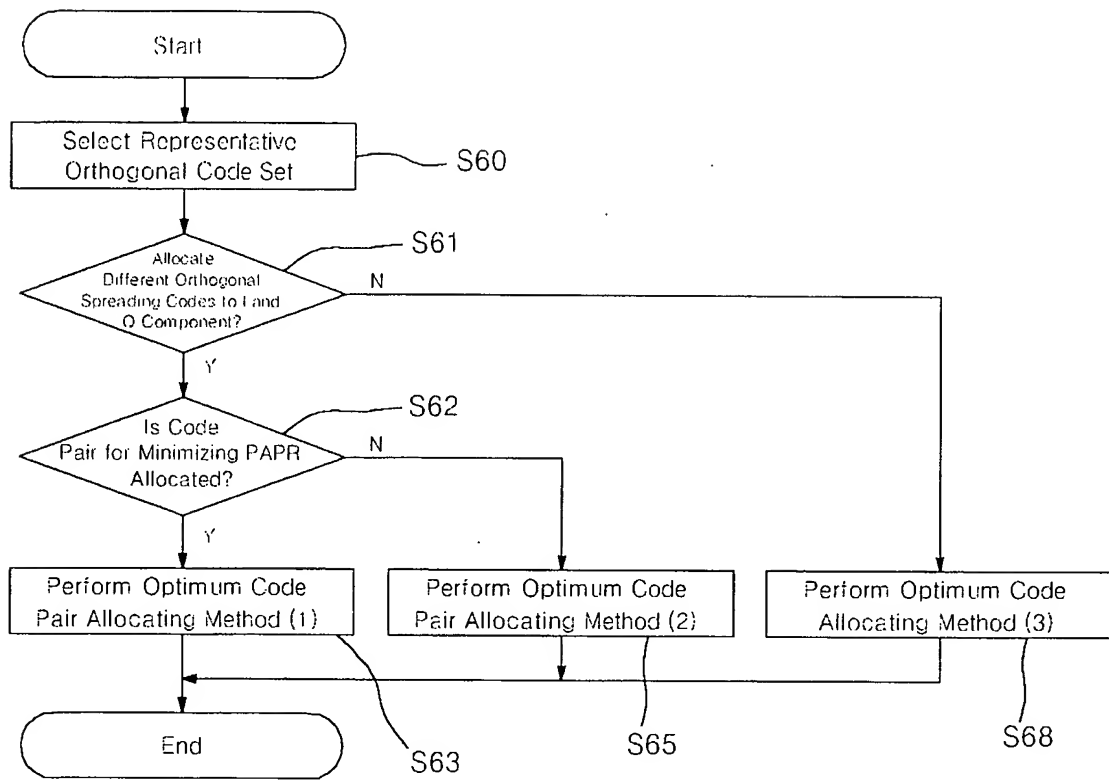 Start
Select Representative
Orthogonal Code Set
S60
S61
Allocate
Different Orthogonal
Spreading Codes to I and
Q Component?
N
Y
S62
Is Code
Pair for Minimizing PAPR
Allocated?
N
Y
Perform Optimum Code
Pair Allocating Method (1)
Perform Optimum Code
Pair Allocating Method (2)
Perform Optimum Code
Allocating Method (3)
End
S63
S65
S68